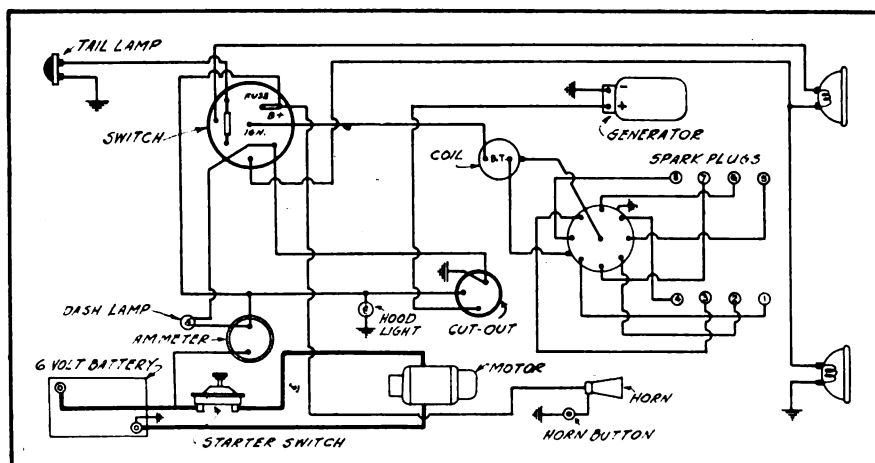 TAIL LAMP
FUSE
B+
IGN.
SWITCH
-
+
GENERATOR
COIL
B.T.
SPARK PLUGS
8 7 6 5
4 3 2 1
DASH LAMP
AMMETER
HOOD
LIGHT
CUT-OUT
6 VOLT BATTERY
MOTOR
HORN
STARTER SWITCH
HORN BUTTON